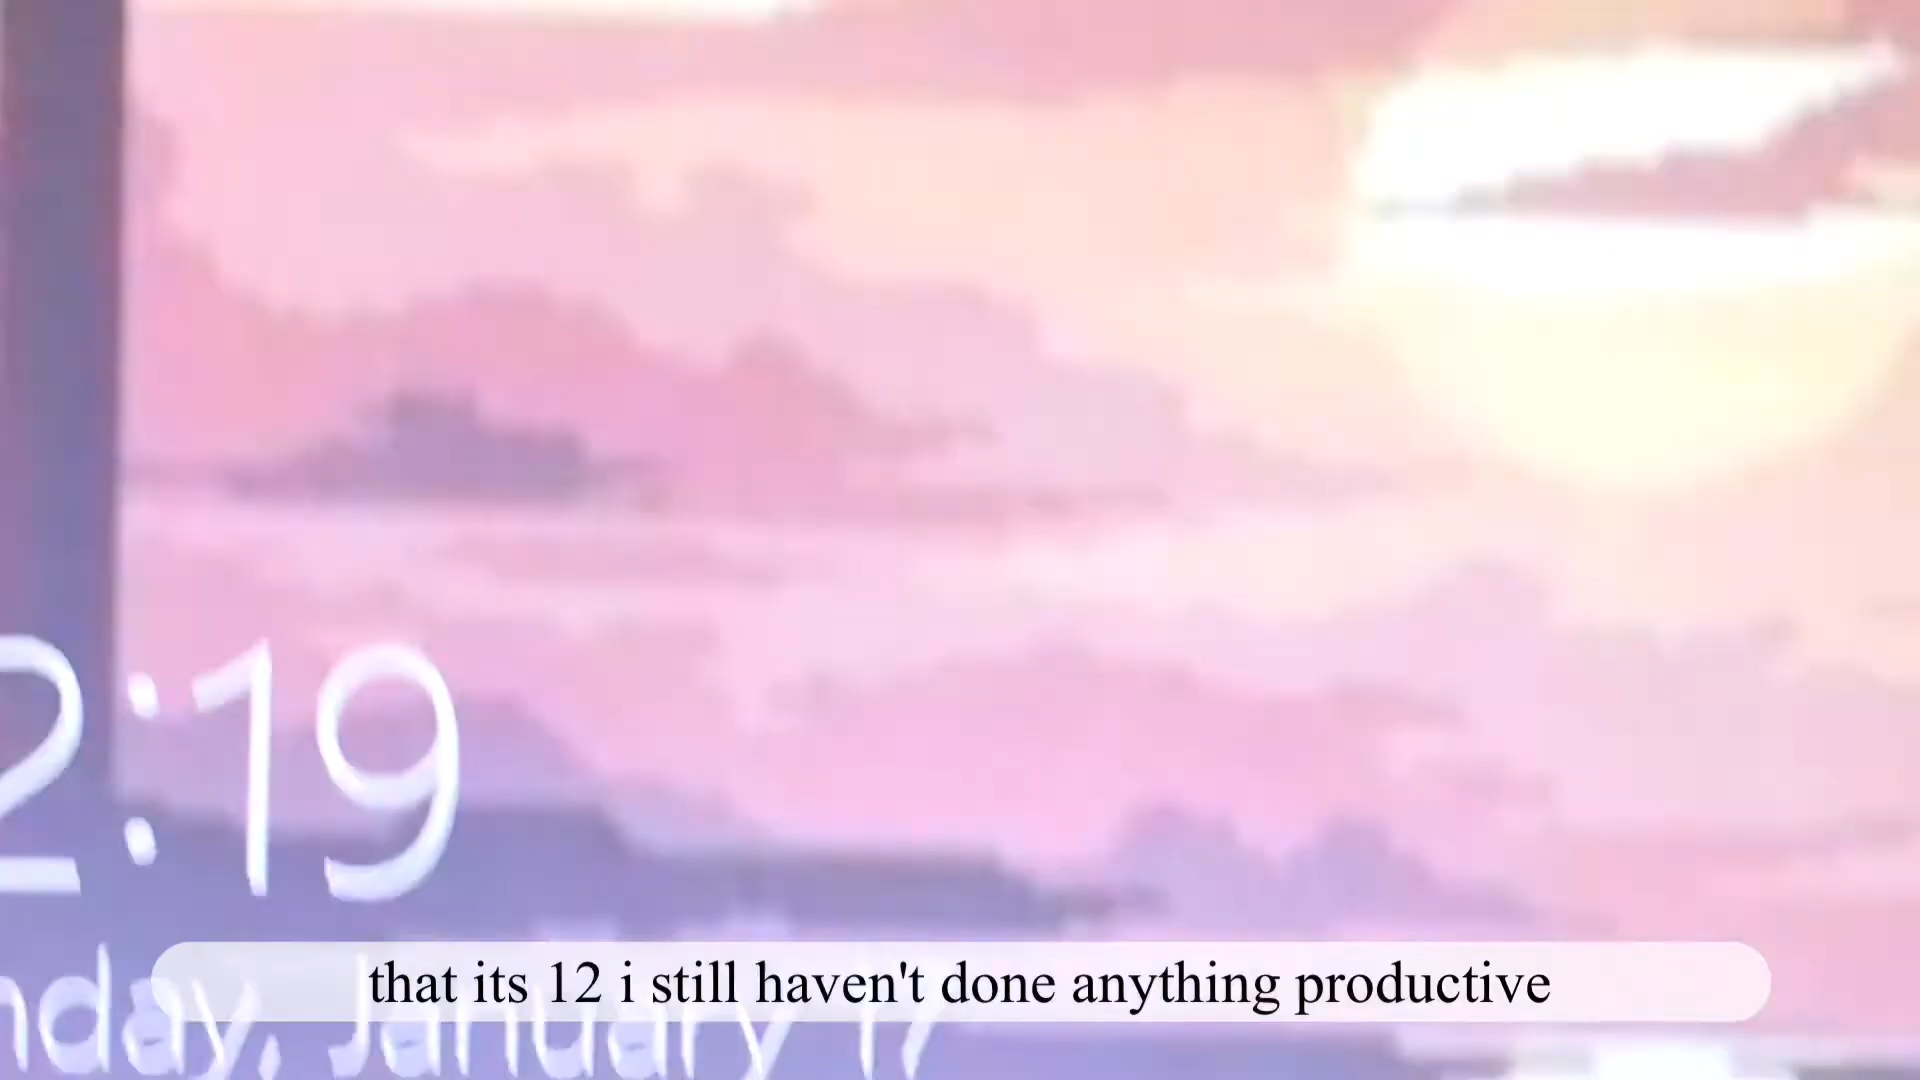 2:19
nday, January 17
that its 12 i still haven't done anything productive